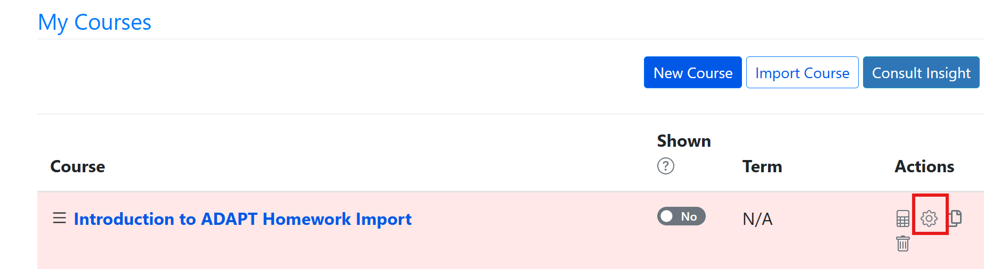 My Courses
New Course Import Course Consult Insight
Shown
Course ? Term Actions
Introduction to ADAPT Homework Import No N/A